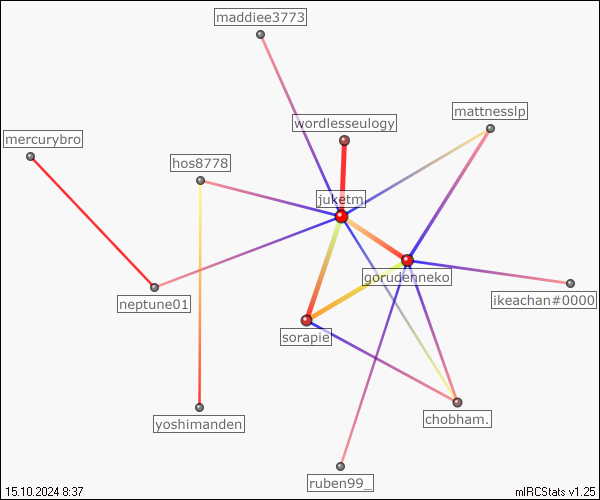 maddiee3773
mattnesslp
wordlesseulogy
mercurybro
hos8778
juketm
gorudenneko
neptune01
ikeachan#0000
sorapie
yoshimanden
chobham.
ruben99_
15.10.2024 8:37
mIRCStats v1.25